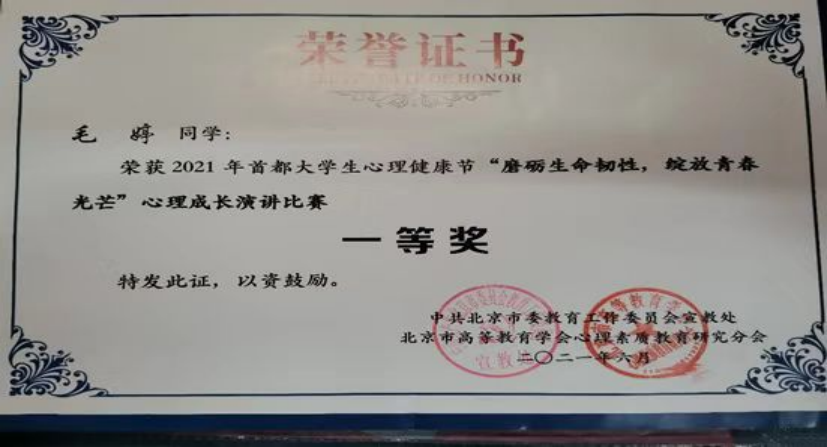 荣誉证书
CERTIFICATE OF HONOR
毛 婷 同学:
荣获 2021 年首都大学生心理健康节“磨砺生命韧性，绽放青春
光芒”心理成长演讲比赛
一等奖
特发此证，以资鼓励。
中共北京市委教育工作委员会宣教处
北京市高等教育学会心理素质教育研究分会
二〇二一年六月
宣教处